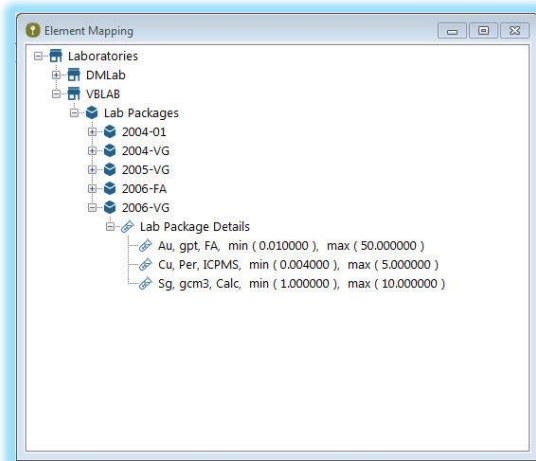 Element Mapping
Laboratories
DMLab
VBLAB
Lab Packages
2004-01
2004-VG
2005-VG
2006-FA
2006-VG
Lab Package Details
Au, gpt, FA, min ( 0.010000 ), max ( 50.000000 )
Cu, Per, ICPMS, min ( 0.004000 ), max ( 5.000000 )
Sg, gcm3, Calc, min ( 1.000000 ), max ( 10.000000 )